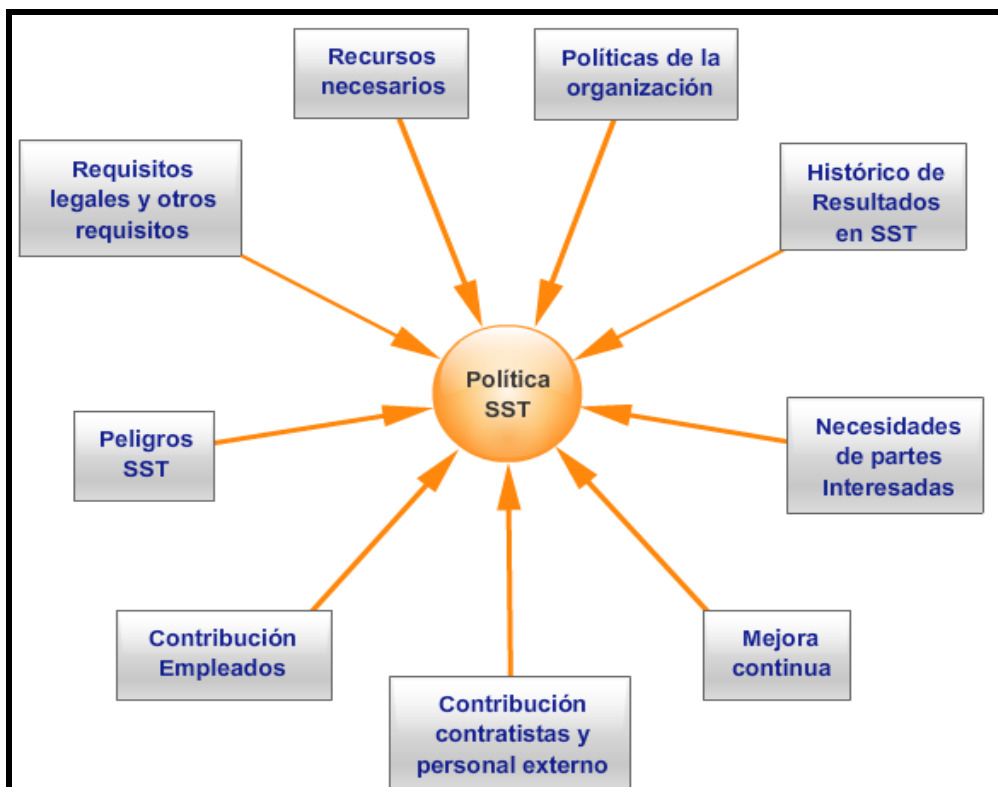 Recursos
necesarios
Políticas de la
organización
Requisitos
legales y otros
requisitos
Histórico de
Resultados
en SST
Política
SST
Peligros
SST
Necesidades
de partes
Interesadas
Contribución
Empleados
Mejora
continua
Contribución
contratistas y
personal externo